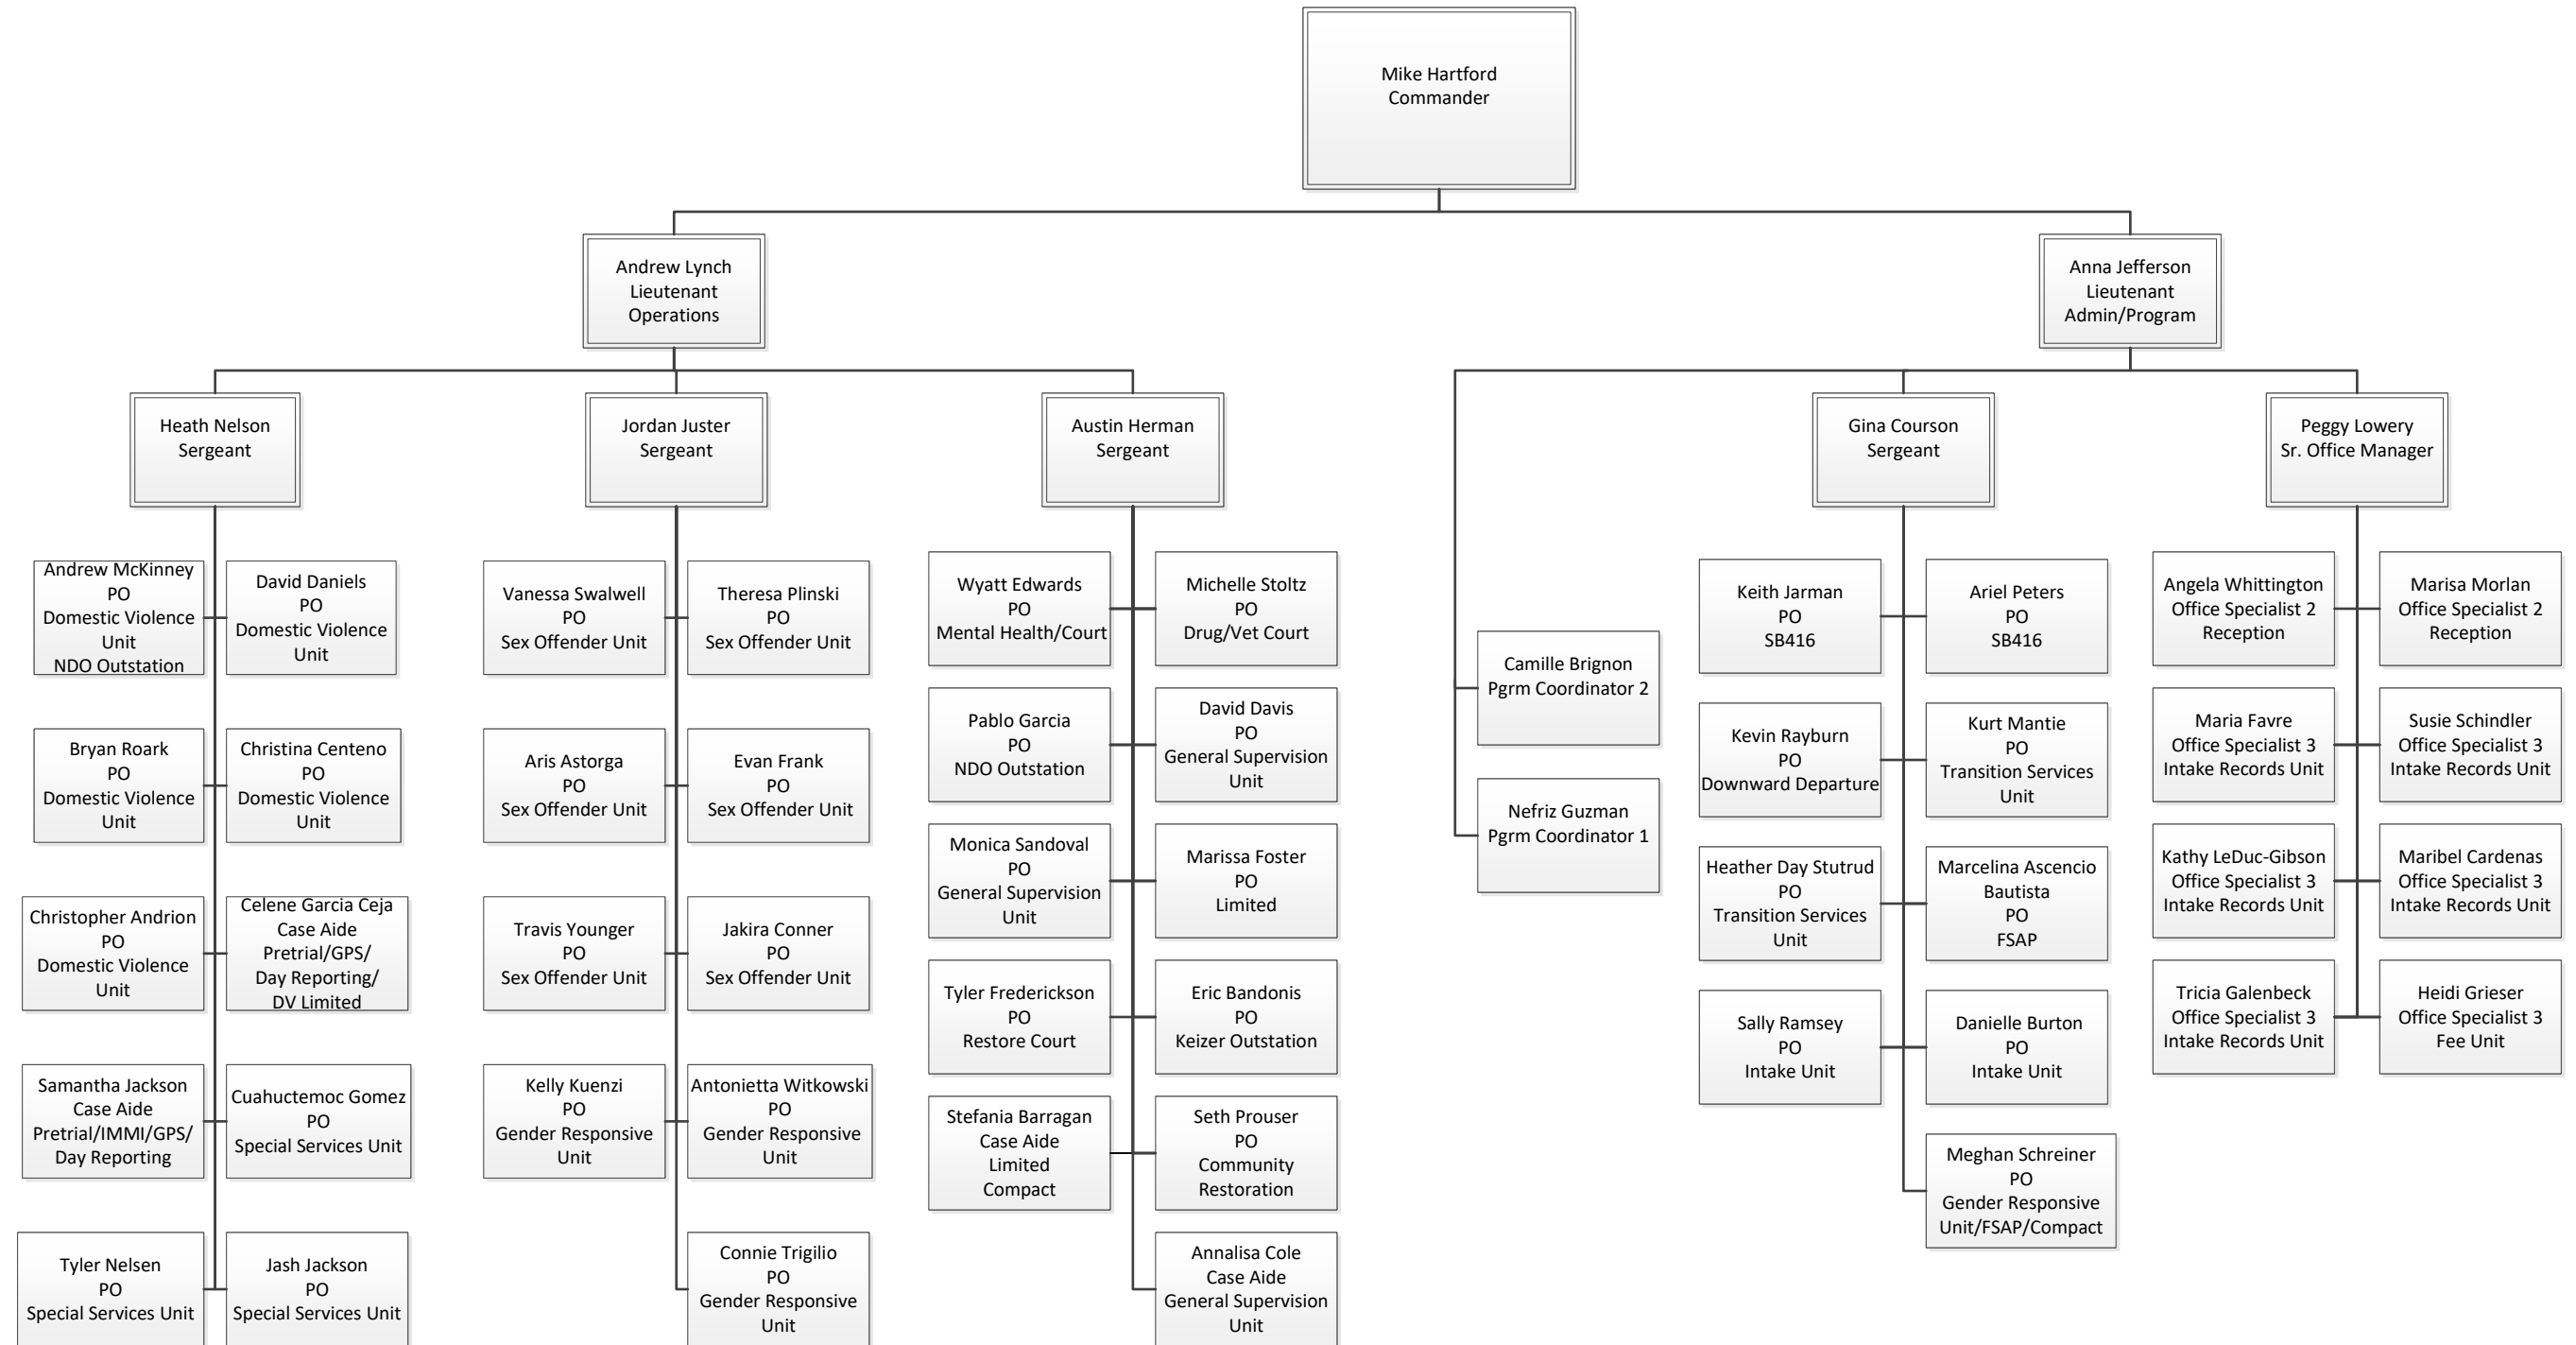 Mike Hartford
Commander
Andrew Lynch
Lieutenant
Operations
Anna Jefferson
Lieutenant
Admin/Program
Heath Nelson
Sergeant
Jordan Juster
Sergeant
Austin Herman
Sergeant
Gina Courson
Sergeant
Peggy Lowery
Sr. Office Manager
Andrew McKinney
PO
Domestic Violence
Unit
NDO Outstation
David Daniels
PO
Domestic Violence
Unit
Bryan Roark
PO
Domestic Violence
Unit
Christina Centeno
PO
Domestic Violence
Unit
Christopher Andrion
PO
Domestic Violence
Unit
Celene Garcia Ceja
Case Aide
Pretrial/GPS/
Day Reporting/
DV Limited
Samantha Jackson
Case Aide
Pretrial/IMMI/GPS/
Day Reporting
Cuahuctemoc Gomez
PO
Special Services Unit
Tyler Nelsen
PO
Special Services Unit
Jash Jackson
PO
Special Services Unit
Vanessa Swalwell
PO
Sex Offender Unit
Theresa Plinski
PO
Sex Offender Unit
Aris Astorga
PO
Sex Offender Unit
Evan Frank
PO
Sex Offender Unit
Travis Younger
PO
Sex Offender Unit
Jakira Conner
PO
Sex Offender Unit
Kelly Kuenzi
PO
Gender Responsive
Unit
Antonietta Witkowski
PO
Gender Responsive
Unit
Connie Trigilio
PO
Gender Responsive
Unit
Wyatt Edwards
PO
Mental Health/Court
Michelle Stoltz
PO
Drug/Vet Court
Pablo Garcia
PO
NDO Outstation
David Davis
PO
General Supervision
Unit
Monica Sandoval
PO
General Supervision
Unit
Marissa Foster
PO
Limited
Tyler Frederickson
PO
Restore Court
Eric Bandonis
PO
Keizer Outstation
Stefania Barragan
Case Aide
Limited
Compact
Seth Prouser
PO
Community
Restoration
Annalisa Cole
Case Aide
General Supervision
Unit
Camille Brignon
Pgrm Coordinator 2
Nefriz Guzman
Pgrm Coordinator 1
Keith Jarman
PO
SB416
Ariel Peters
PO
SB416
Kevin Rayburn
PO
Downward Departure
Kurt Mantie
PO
Transition Services
Unit
Heather Day Stutrud
PO
Transition Services
Unit
Marcelina Ascencio
Bautista
PO
FSAP
Sally Ramsey
PO
Intake Unit
Danielle Burton
PO
Intake Unit
Meghan Schreiner
PO
Gender Responsive
Unit/FSAP/Compact
Angela Whittington
Office Specialist 2
Reception
Marisa Morlan
Office Specialist 2
Reception
Maria Favre
Office Specialist 3
Intake Records Unit
Susie Schindler
Office Specialist 3
Intake Records Unit
Kathy LeDuc-Gibson
Office Specialist 3
Intake Records Unit
Maribel Cardenas
Office Specialist 3
Intake Records Unit
Tricia Galenbeck
Office Specialist 3
Intake Records Unit
Heidi Grieser
Office Specialist 3
Fee Unit